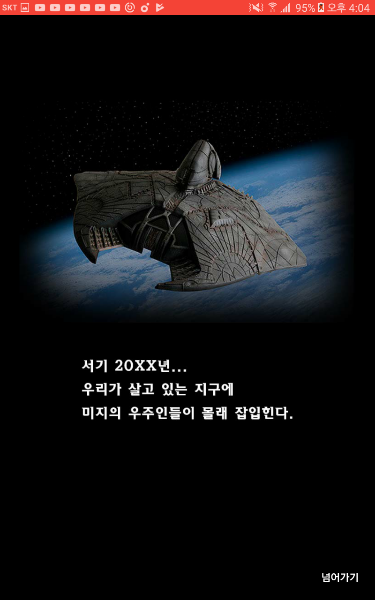 SKT 95% 오후 4:04
서기 20XX년...
우리가 살고 있는 지구에
미지의 우주인들이 몰래 잡입힌다.
넘어가기